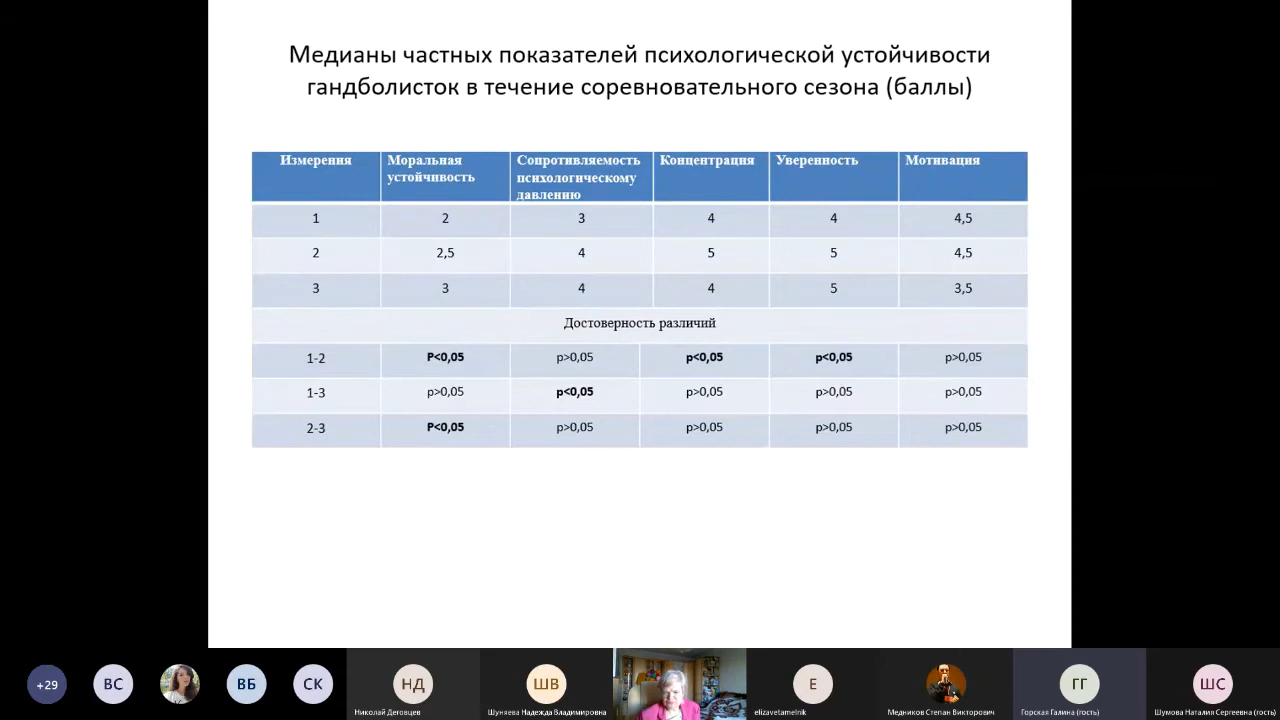 Медианы частных показателей психологической устойчивости
гандболисток в течение соревновательного сезона (баллы)
Измерения Моральная устойчивость Сопротивляемость психологическому давлению Концентрация Уверенность Мотивация
1 2 3 4 4 4,5
2 2,5 4 5 5 4,5
3 3 4 4 5 3,5
Достоверность различий
1-2 P<0,05 p>0,05 p<0,05 p<0,05 p>0,05
1-3 p>0,05 p<0,05 p>0,05 p>0,05 p>0,05
2-3 P<0,05 p>0,05 p>0,05 p>0,05 p>0,05
+29 ВС ВБ СК НД ШВ Е ГГ ШС
Николай Деговцев Шуняева Надежда Владимировна elizavetamelnik Медников Степан Викторович Горская Галина (гость) Шумова Наталия Сергеевна (гость)